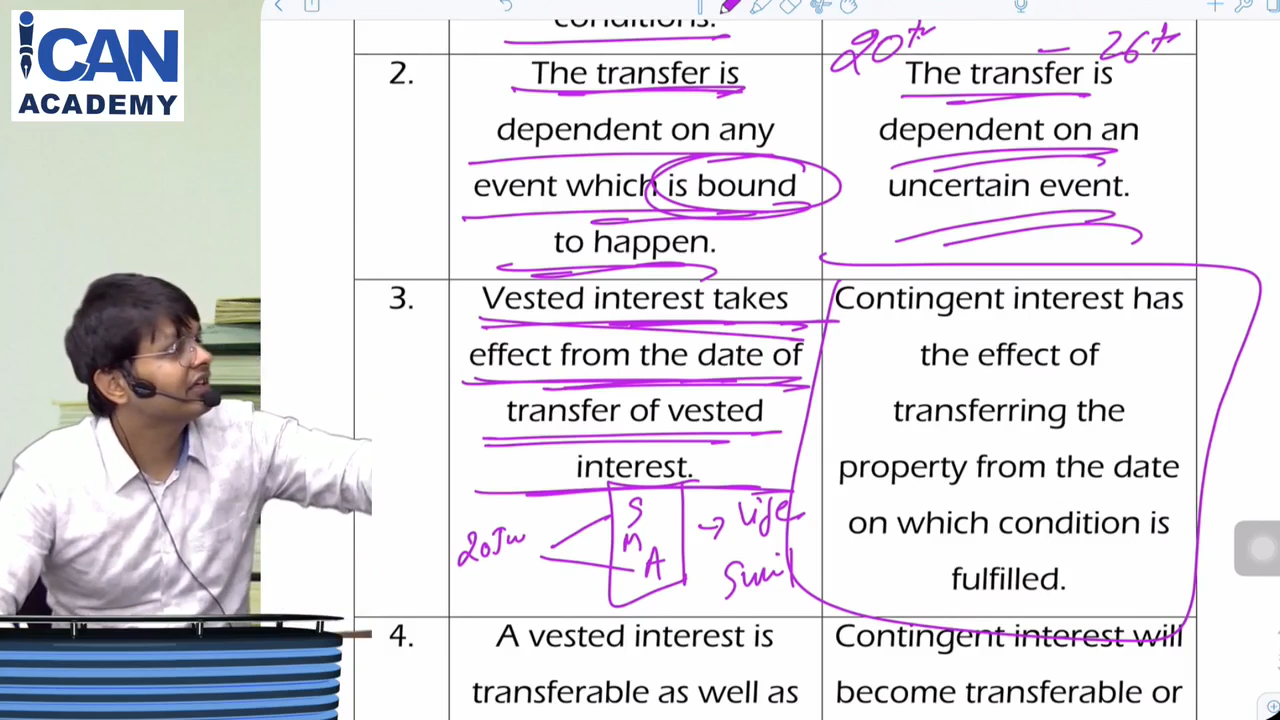 iCAN
ACADEMY
conditions.
20th - 26th
2.
The transfer is
dependent on any
event which is bound
to happen.
The transfer is
dependent on an
uncertain event.
3.
Vested interest takes
effect from the date of
transfer of vested
interest.
Contingent interest has
the effect of
transferring the
property from the date
on which condition is
fulfilled.
S
M
A
→ Life
4.
A vested interest is
transferable as well as
Contingent interest will
become transferable or